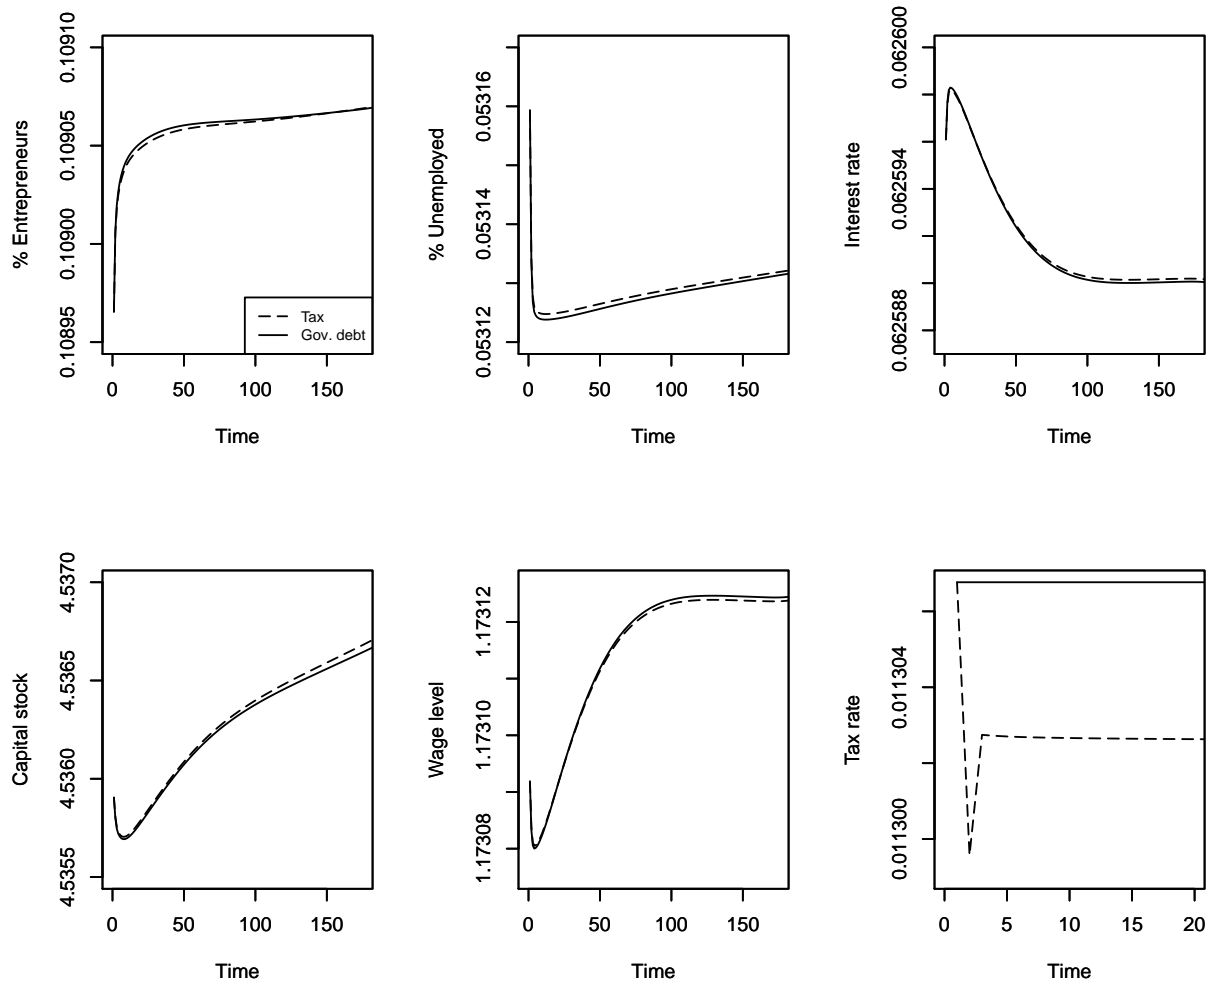 % Entrepreneurs
0.10895 0.10900 0.10905 0.10910
Tax
Gov. debt
0 50 100 150
Time
% Unemployed
0.05312 0.05314 0.05316
0 50 100 150
Time
Interest rate
0.062588 0.062594 0.062600
0 50 100 150
Time
Capital stock
4.5355 4.5360 4.5365 4.5370
0 50 100 150
Time
Wage level
1.17308 1.17310 1.17312
0 50 100 150
Time
Tax rate
0.011300 0.011304
0 5 10 15 20
Time